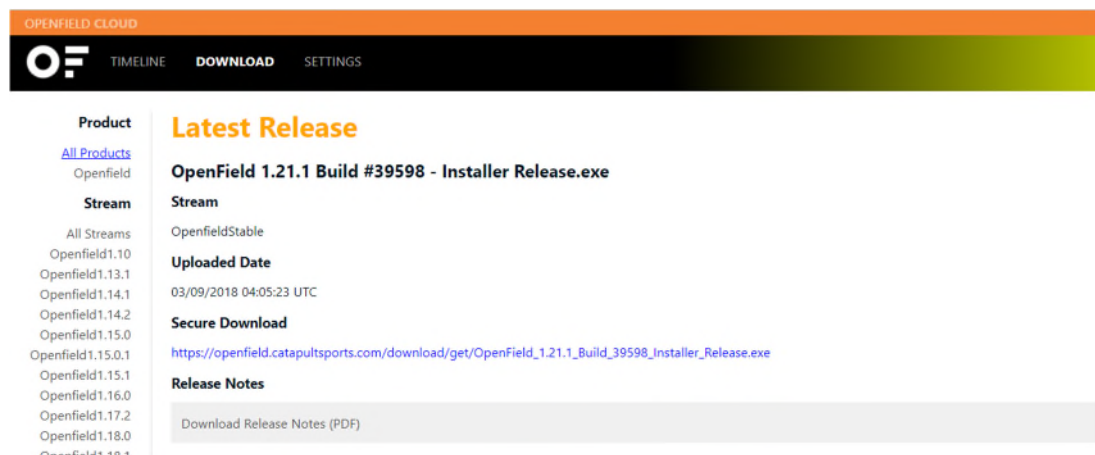 OPENFIELD CLOUD
OF TIMELINE DOWNLOAD SETTINGS
Product
All Products
Openfield
Stream
All Streams
Openfield1.10
Openfield1.13.1
Openfield1.14.1
Openfield1.14.2
Openfield1.15.0
Openfield1.15.0.1
Openfield1.15.1
Openfield1.16.0
Openfield1.17.2
Openfield1.18.0
Openfield1.18.1
Latest Release
OpenField 1.21.1 Build #39598 - Installer Release.exe
Stream
OpenfieldStable
Uploaded Date
03/09/2018 04:05:23 UTC
Secure Download
https://openfield.catapultsports.com/download/get/OpenField_1.21.1_Build_39598_Installer_Release.exe
Release Notes
Download Release Notes (PDF)